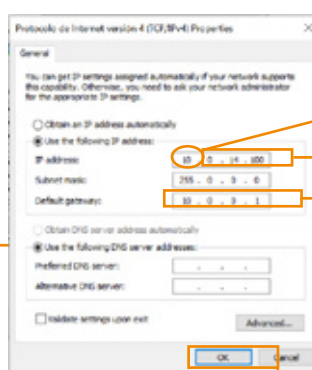 Protocolo de Internet versión 4 (TCP/IPv4) Properties
General
You can get IP settings assigned automatically if your network supports
this capability. Otherwise, you need to ask your network administrator
for the appropriate IP settings.
Obtain an IP address automatically
Use the following IP address:
IP address: 10 . 0 . 14 . 100
Subnet mask: 255 . 0 . 0 . 0
Default gateway: 10 . 0 . 0 . 1
Obtain DNS server address automatically
Use the following DNS server addresses:
Preferred DNS server: . . .
Alternative DNS server: . . .
Validate settings upon exit
Advanced...
OK Cancel